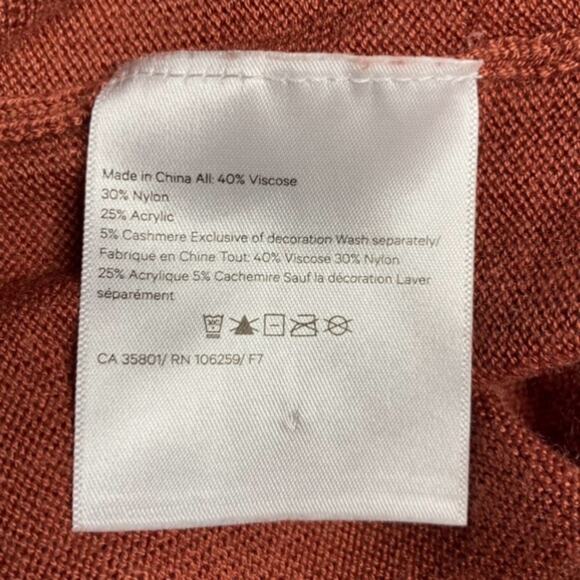 Made in China All: 40% Viscose
30% Nylon
25% Acrylic
5% Cashmere Exclusive of decoration Wash separately/
Fabrique en Chine Tout: 40% Viscose 30% Nylon
25% Acrylique 5% Cachemire Sauf la décoration Laver
séparément
CA 35801/ RN 106259/ F7